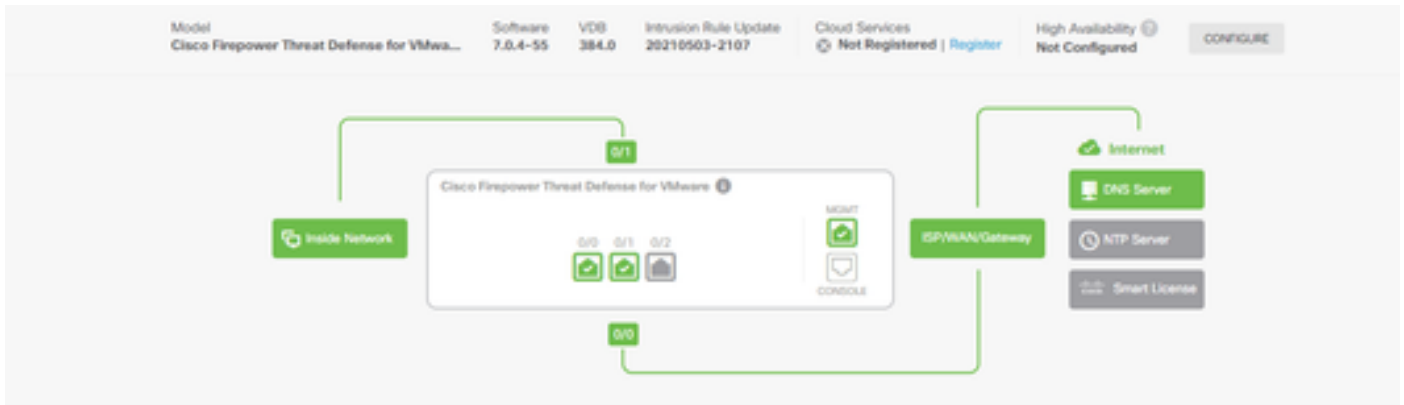 Model
Cisco Firepower Threat Defense for VMwa...
Software
7.0.4-55
VDB
384.0
Intrusion Rule Update
20210503-2107
Cloud Services
Not Registered | Register
High Availability ?
Not Configured
CONFIGURE
0/1
Internet
Cisco Firepower Threat Defense for VMware
DNS Server
MGMT
Inside Network
0/0 0/1 0/2
ISP/WAN/Gateway
NTP Server
CONSOLE
Smart License
0/0